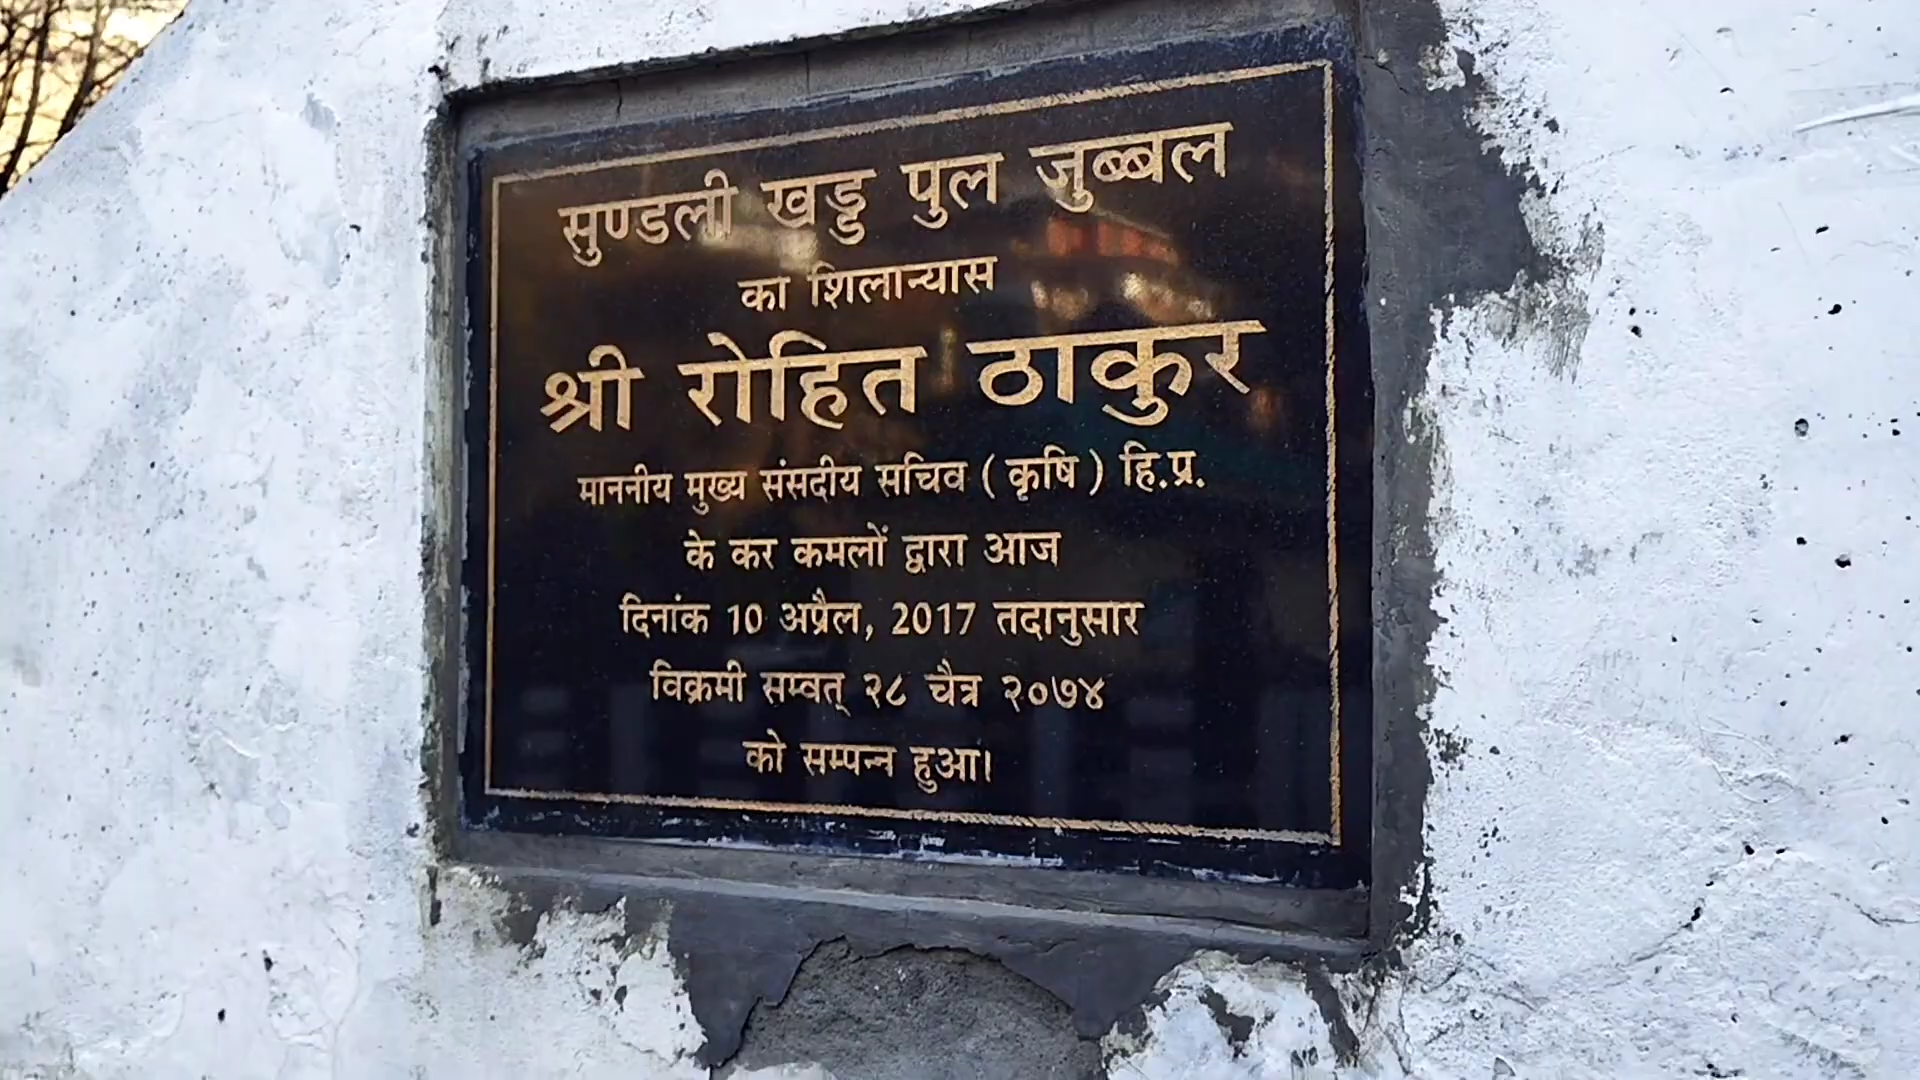 सुण्डली खड्ड पुल जुब्बल
का शिलान्यास
श्री रोहित ठाकुर
माननीय मुख्य संसदीय सचिव ( कृषि ) हि.प्र.
के कर कमलों द्वारा आज
दिनांक 10 अप्रैल, 2017 तदानुसार
विक्रमी सम्वत् २८ चैत्र २०७४
को सम्पन्न हुआ।